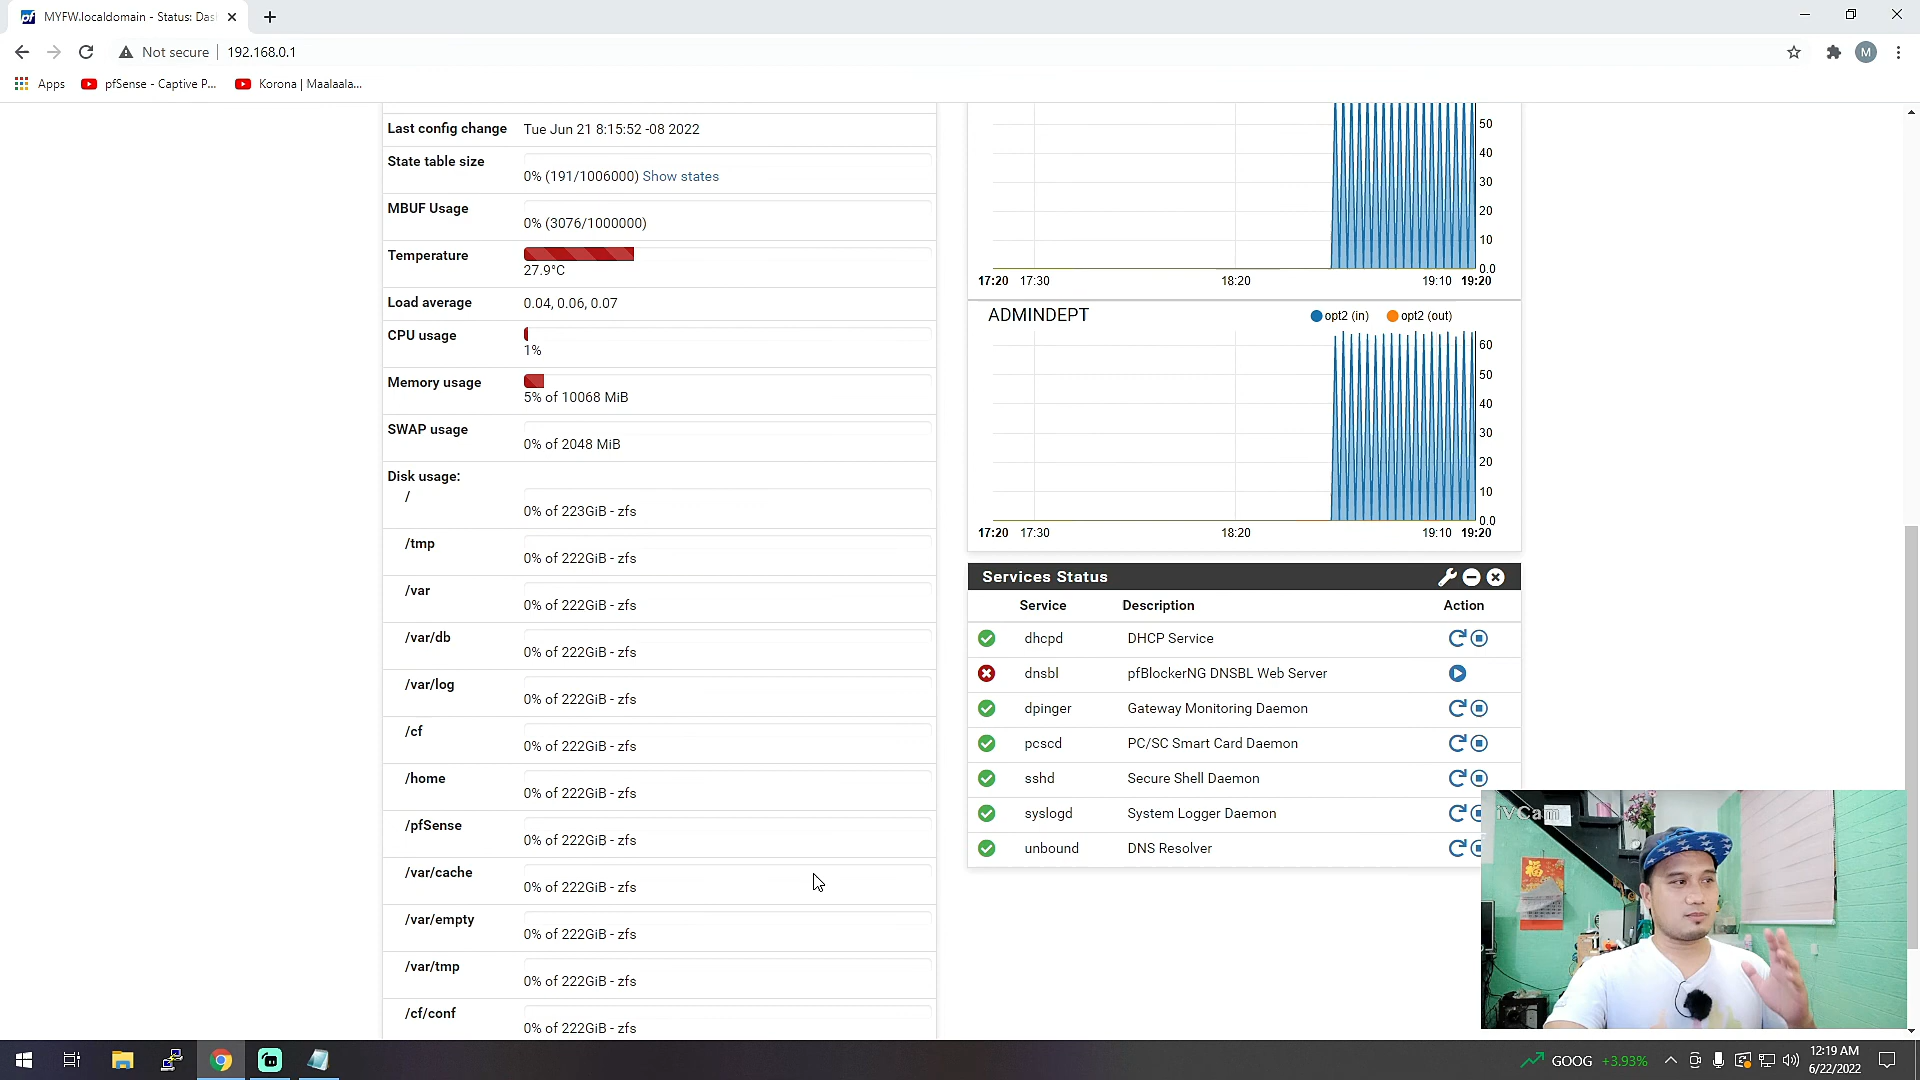 MYFW.localdomain - Status: Das
Not secure
192.168.0.1
M
Apps
pfSense - Captive P...
Korona | Maalaala...
Last config change
Tue Jun 21 8:15:52 -08 2022
State table size
0% (191/1006000) Show states
MBUF Usage
0% (3076/1000000)
Temperature
27.9°C
Load average
0.04, 0.06, 0.07
CPU usage
1%
Memory usage
5% of 10068 MiB
SWAP usage
0% of 2048 MiB
Disk usage:
/
0% of 223GiB - zfs
/tmp
0% of 222GiB - zfs
/var
0% of 222GiB - zfs
/var/db
0% of 222GiB - zfs
/var/log
0% of 222GiB - zfs
/cf
0% of 222GiB - zfs
/home
0% of 222GiB - zfs
/pfSense
0% of 222GiB - zfs
/var/cache
0% of 222GiB - zfs
/var/empty
0% of 222GiB - zfs
/var/tmp
0% of 222GiB - zfs
/cf/conf
0% of 222GiB - zfs
50
40
30
20
10
0.0
17:20 17:30 18:20 19:10 19:20
ADMINDEPT
opt2 (in) opt2 (out)
60
50
40
30
20
10
0.0
17:20 17:30 18:20 19:10 19:20
Services Status
Service Description Action
dhcpd DHCP Service
dnsbl pfBlockerNG DNSBL Web Server
dpinger Gateway Monitoring Daemon
pcscd PC/SC Smart Card Daemon
sshd Secure Shell Daemon
syslogd System Logger Daemon
unbound DNS Resolver
iVCam
福
GOOG +3.93%
12:19 AM
6/22/2022